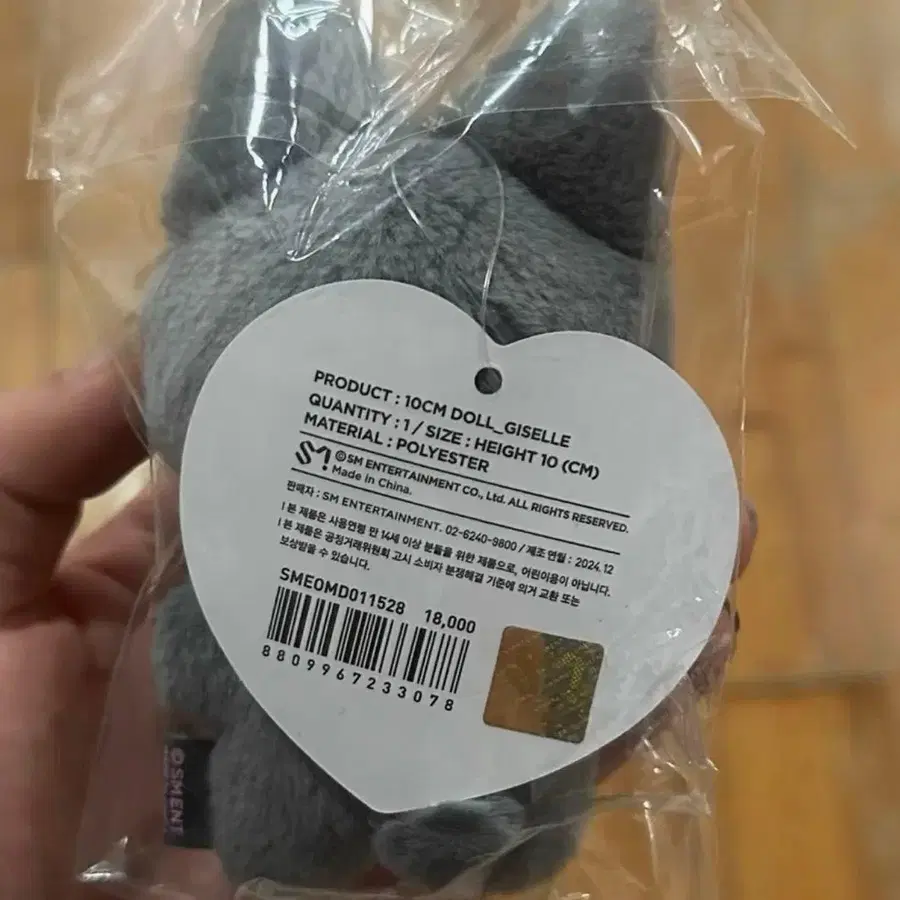 PRODUCT : 10CM DOLL_GISELLE
QUANTITY : 1 / SIZE : HEIGHT 10 (CM)
MATERIAL : POLYESTER
SM ©SM ENTERTAINMENT CO., Ltd. ALL RIGHTS RESERVED.
Made in China.
판매자 : SM ENTERTAINMENT. 02-6240-9800 / 제조 연월 : 2024.12
! 본 제품은 사용연령 만 14세 이상 분들을 위한 제품으로, 어린이용이 아닙니다.
! 본 제품은 공정거래위원회 고시 소비자 분쟁해결 기준에 의거 교환 또는
보상받을 수 있습니다.
SME0MD011528 18,000
8809967233078
©SMENT